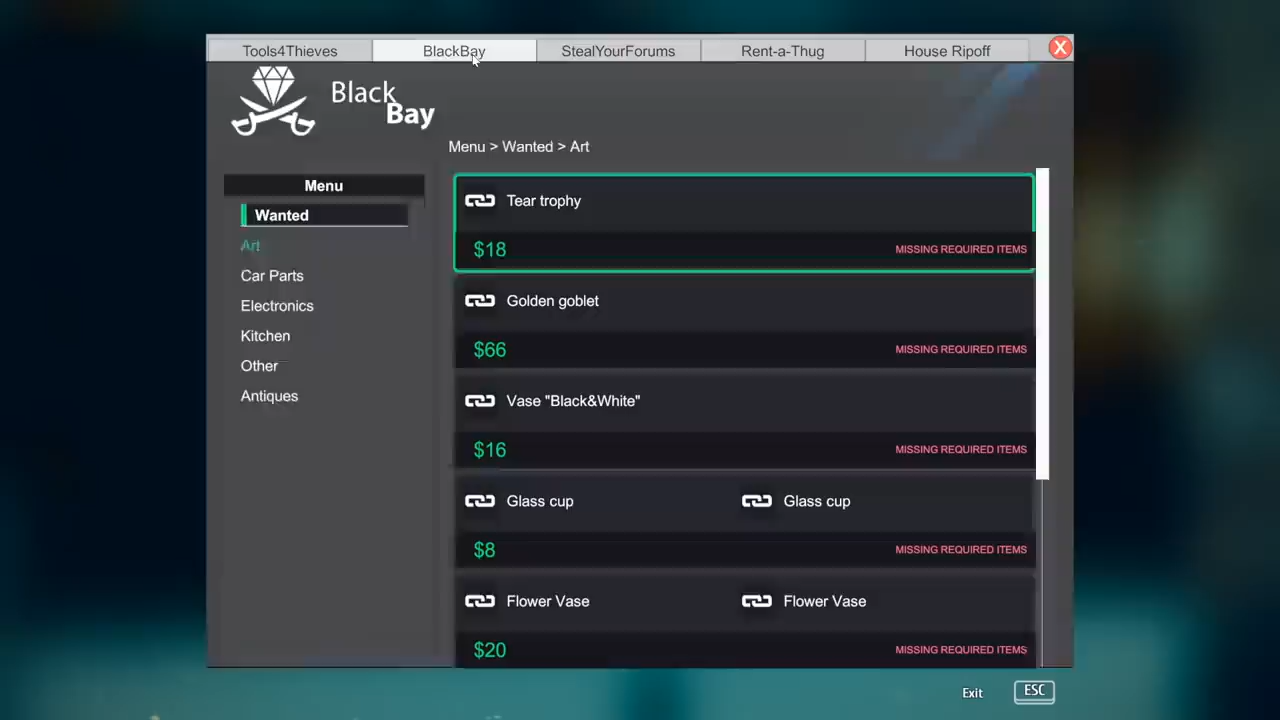 Tools4Thieves BlackBay StealYourForums Rent-a-Thug House Ripoff X
Black
Bay
Menu > Wanted > Art
Menu
Wanted
Art
Car Parts
Electronics
Kitchen
Other
Antiques
Tear trophy
$18 MISSING REQUIRED ITEMS
Golden goblet
$66 MISSING REQUIRED ITEMS
Vase "Black&White"
$16 MISSING REQUIRED ITEMS
Glass cup Glass cup
$8 MISSING REQUIRED ITEMS
Flower Vase Flower Vase
$20 MISSING REQUIRED ITEMS
Exit ESC